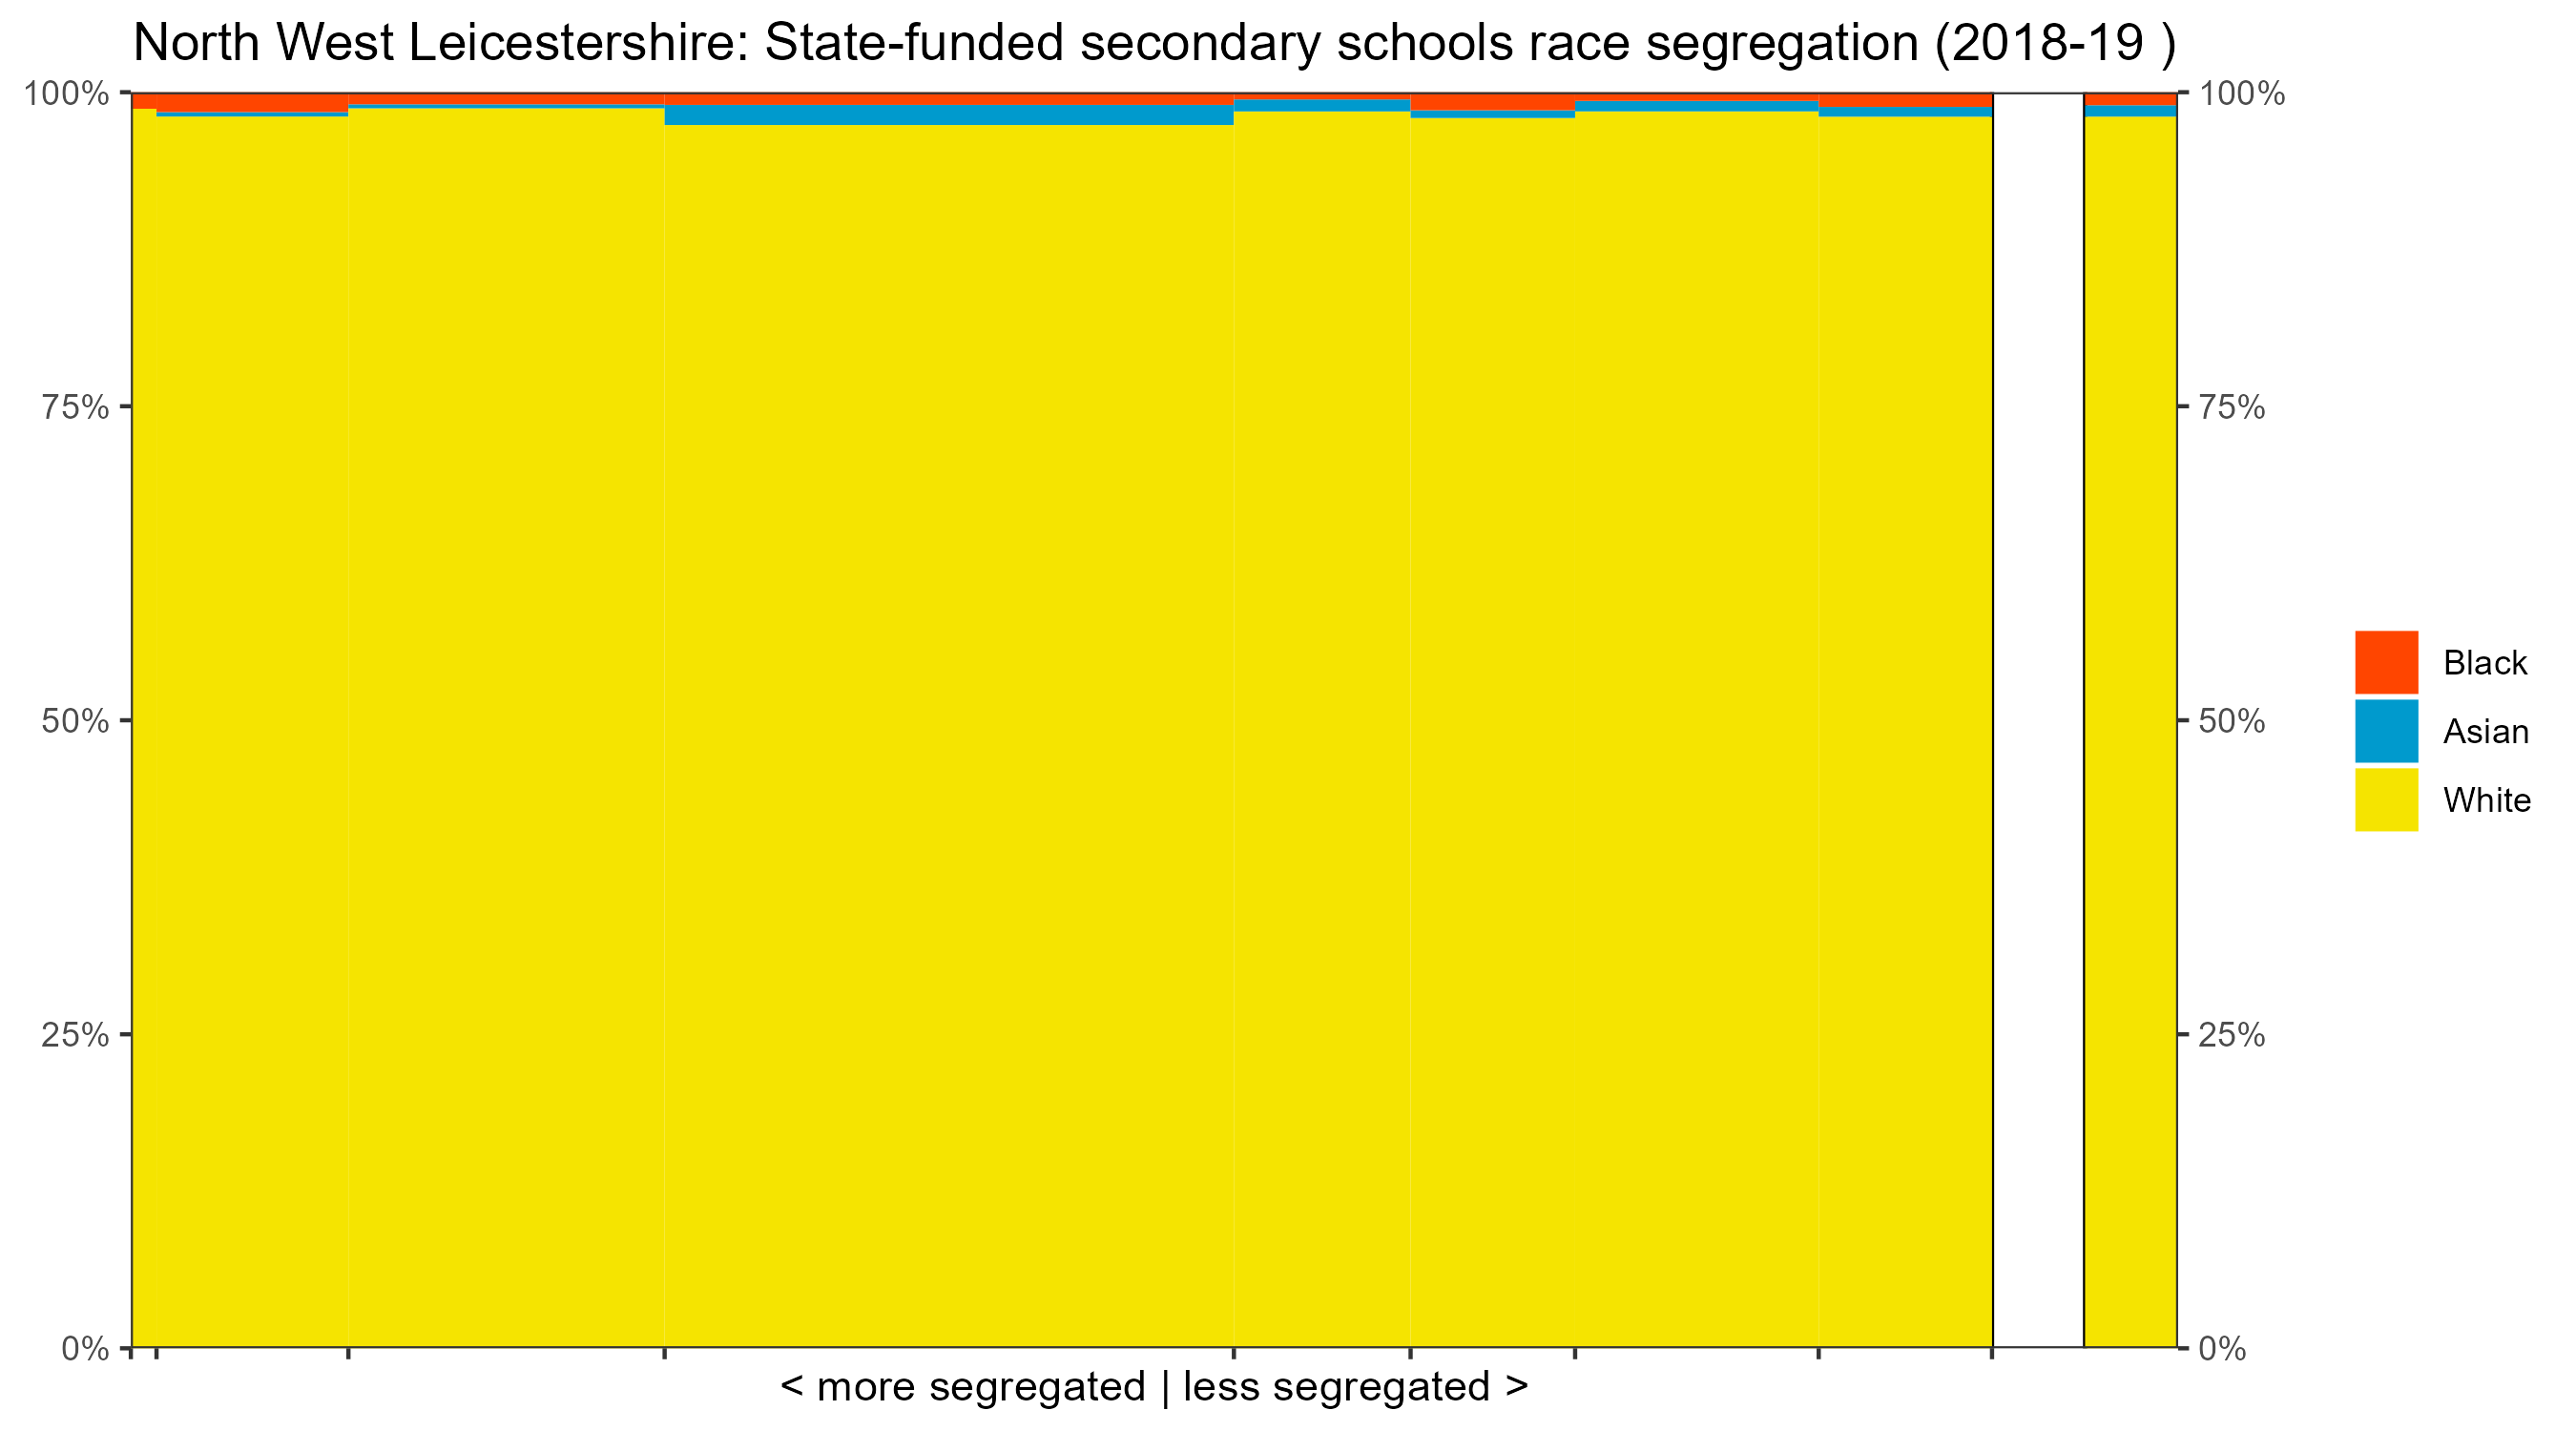 North West Leicestershire: State-funded secondary schools race segregation (2018-19 )
100%
75%
50%
25%
0%
100%
75%
50%
25%
0%
Black
Asian
White
< more segregated | less segregated >